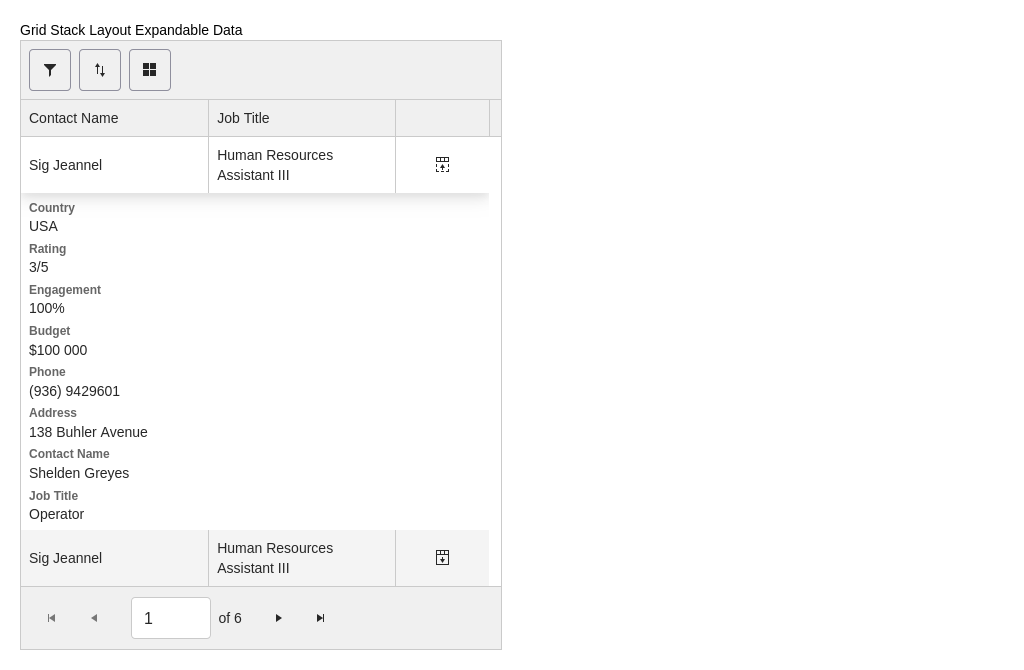 Grid Stack Layout Expandable Data
Contact Name Job Title
Sig Jeannel Human Resources
Assistant III
Country
USA
Rating
3/5
Engagement
100%
Budget
$100 000
Phone
(936) 9429601
Address
138 Buhler Avenue
Contact Name
Shelden Greyes
Job Title
Operator
Sig Jeannel Human Resources
Assistant III
1 of 6